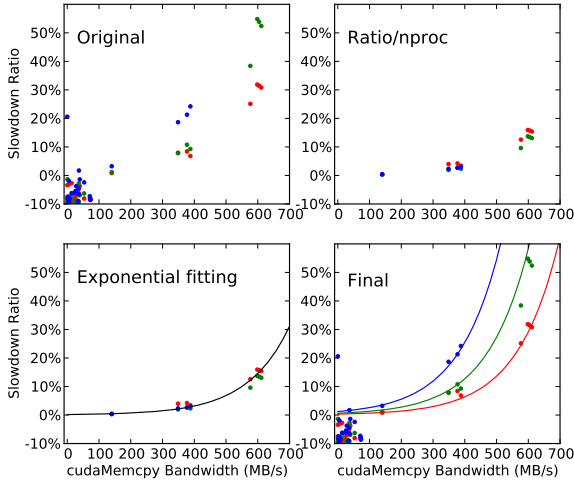 Original
Ratio/nproc
Slowdown Ratio
50%
40%
30%
20%
10%
0%
-10%
0 100 200 300 400 500 600 700
50%
40%
30%
20%
10%
0%
-10%
0 100 200 300 400 500 600 700
Exponential fitting
Final
Slowdown Ratio
50%
40%
30%
20%
10%
0%
-10%
0 100 200 300 400 500 600 700
cudaMemcpy Bandwidth (MB/s)
50%
40%
30%
20%
10%
0%
-10%
0 100 200 300 400 500 600 700
cudaMemcpy Bandwidth (MB/s)